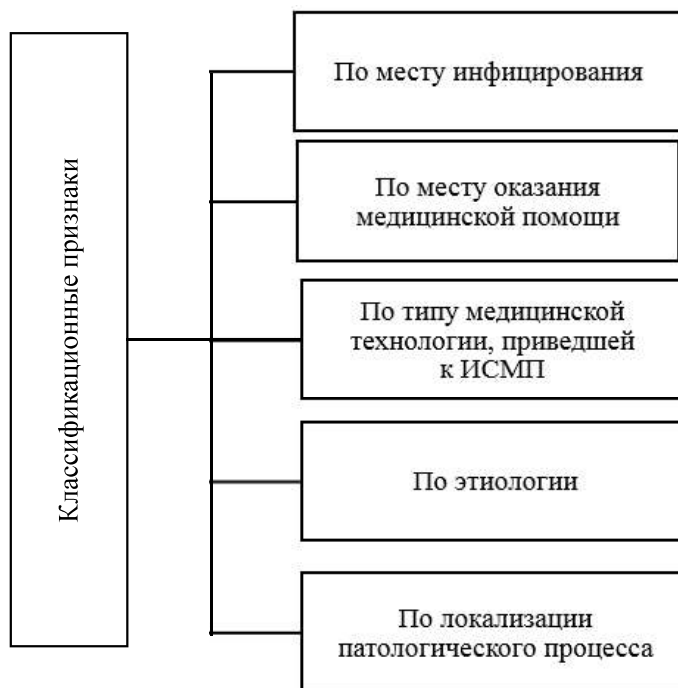 Классификационные признаки
По месту инфицирования
По месту оказания
медицинской помощи
По типу медицинской
технологии, приведшей
к ИСМП
По этиологии
По локализации
патологического процесса